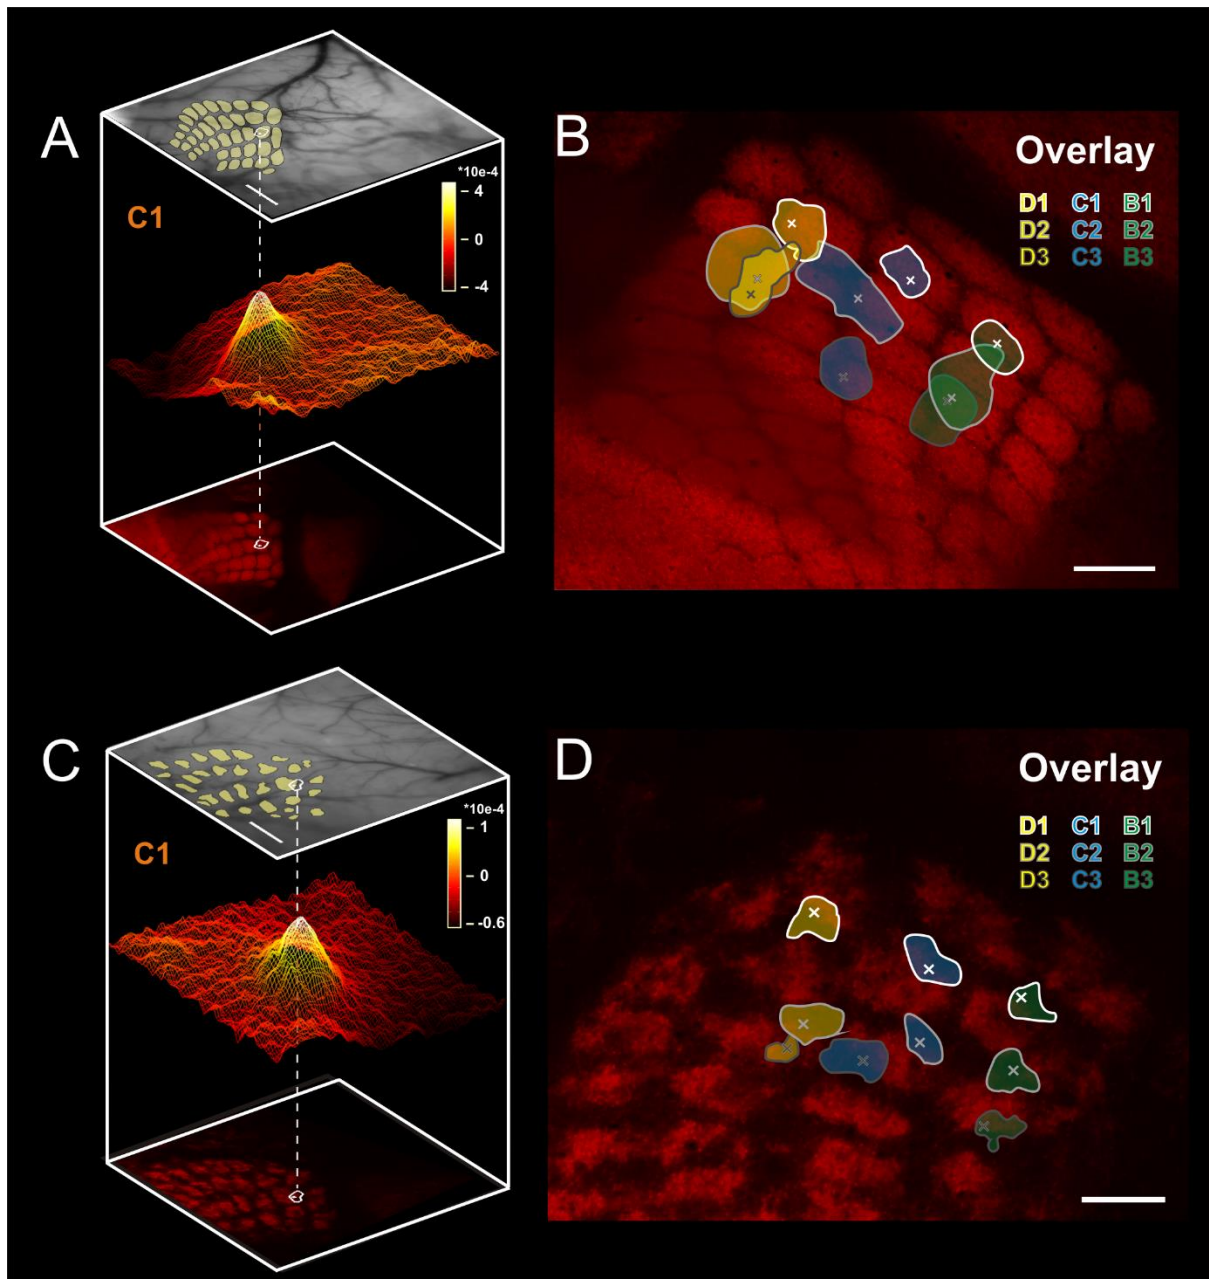 A
*10e-4
4
0
-4
C1
B
Overlay
D1 C1 B1
D2 C2 B2
D3 C3 B3
C
*10e-4
1
0
-0.6
C1
D
Overlay
D1 C1 B1
D2 C2 B2
D3 C3 B3